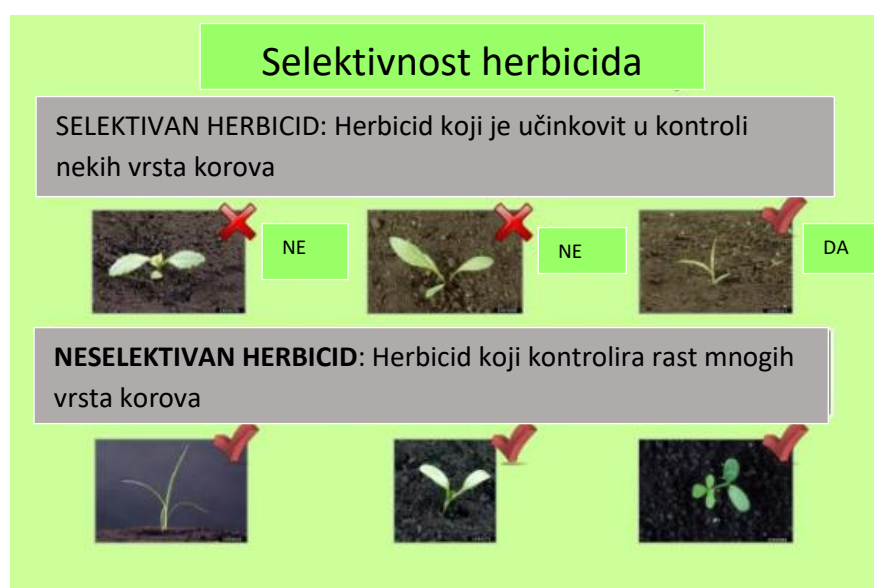 Selektivnost herbicida
SELEKTIVAN HERBICID: Herbicid koji je učinkovit u kontroli
nekih vrsta korova
NE
NE
DA
NESELEKTIVAN HERBICID: Herbicid koji kontrolira rast mnogih
vrsta korova